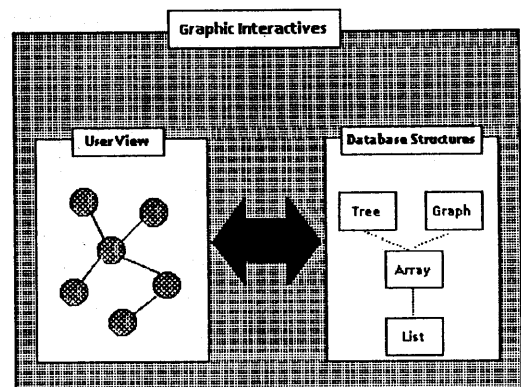 Graphic Interactives
User View
Database Structures
Tree
Graph
Array
List